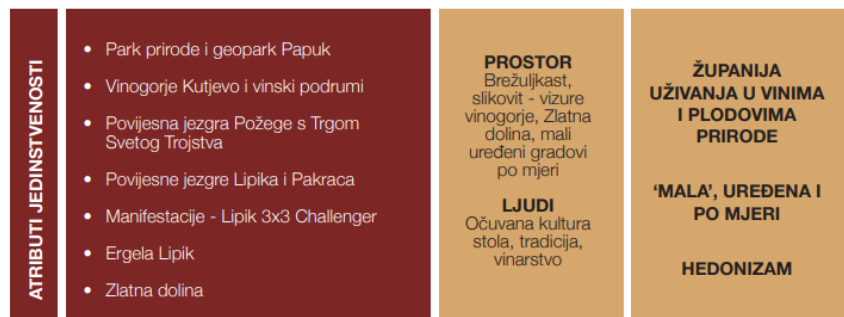 ATRIBUTI JEDINSTVENOSTI
• Park prirode i geopark Papuk
• Vinogorje Kutjevo i vinski podrumi
• Povijesna jezgra Požege s Trgom
Svetog Trojstva
• Povijesne jezgre Lipika i Pakraca
• Manifestacije - Lipik 3x3 Challenger
• Ergela Lipik
• Zlatna dolina
PROSTOR
Brežuljkast,
slikovit - vizure
vinogorje, Zlatna
dolina, mali
uređeni gradovi
po mjeri
LJUDI
Očuvana kultura
stola, tradicija,
vinarstvo
ŽUPANIJA
UŽIVANJA U VINIMA
I PLODOVIMA
PRIRODE
‘MALA’, UREĐENA I
PO MJERI
HEDONIZAM